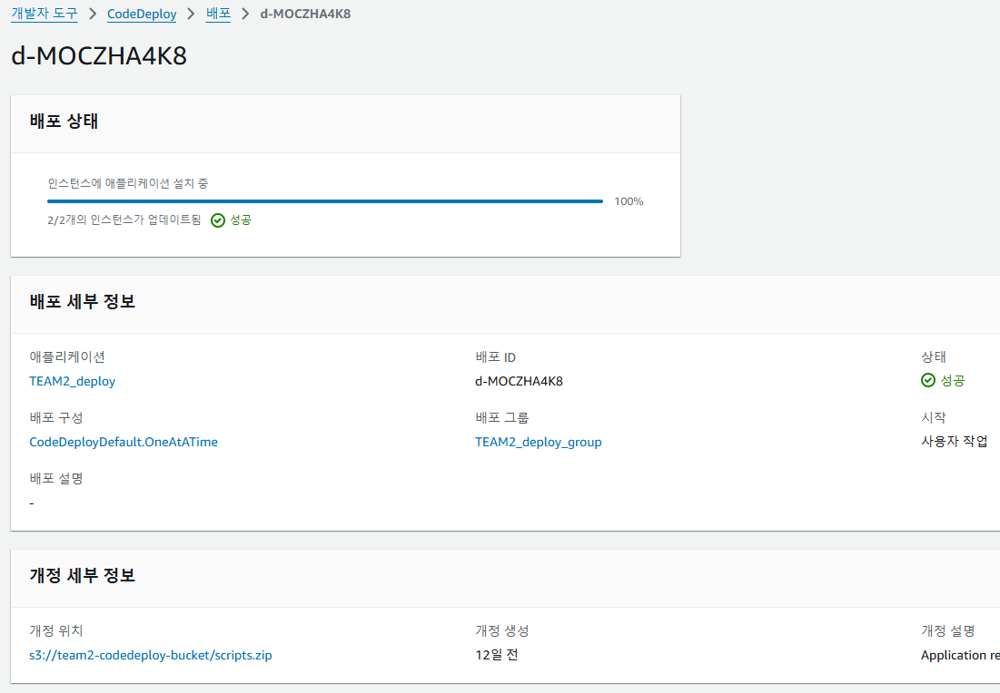 개발자 도구 > CodeDeploy > 배포 > d-MOCZHA4K8
d-MOCZHA4K8
배포 상태
인스턴스에 애플리케이션 설치 중
100%
2/2개의 인스턴스가 업데이트됨 성공
배포 세부 정보
애플리케이션 배포 ID 상태
TEAM2_deploy d-MOCZHA4K8 성공
배포 구성 배포 그룹 시작
CodeDeployDefault.OneAtATime TEAM2_deploy_group 사용자 작업
배포 설명
-
개정 세부 정보
개정 위치 개정 생성 개정 설명
s3://team2-codedeploy-bucket/scripts.zip 12일 전 Application re